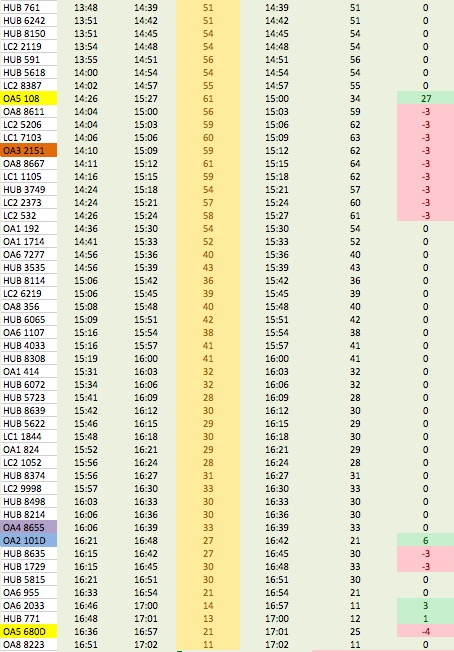 HUB 761 13:48 14:39 51 14:39 51 0
HUB 6242 13:51 14:42 51 14:42 51 0
HUB 8150 13:51 14:45 54 14:45 54 0
LC2 2119 13:54 14:48 54 14:48 54 0
HUB 591 13:55 14:51 56 14:51 56 0
HUB 5618 14:00 14:54 54 14:54 54 0
LC2 8387 14:02 14:57 55 14:57 55 0
OA5 108 14:26 15:27 61 15:00 34 27
OA8 8611 14:04 15:00 56 15:03 59 -3
LC2 5206 14:04 15:03 59 15:06 62 -3
LC1 7103 14:06 15:06 60 15:09 63 -3
OA3 2151 14:10 15:09 59 15:12 62 -3
OA8 8667 14:11 15:12 61 15:15 64 -3
LC1 1105 14:16 15:15 59 15:18 62 -3
HUB 3749 14:24 15:18 54 15:21 57 -3
LC2 2373 14:24 15:21 57 15:24 60 -3
LC2 532 14:26 15:24 58 15:27 61 -3
OA1 192 14:36 15:30 54 15:30 54 0
OA1 1714 14:41 15:33 52 15:33 52 0
OA6 7277 14:56 15:36 40 15:36 40 0
HUB 3535 14:56 15:39 43 15:39 43 0
HUB 8114 15:06 15:42 36 15:42 36 0
LC2 6219 15:06 15:45 39 15:45 39 0
OA8 356 15:08 15:48 40 15:48 40 0
HUB 6065 15:09 15:51 42 15:51 42 0
OA6 1107 15:16 15:54 38 15:54 38 0
HUB 4033 15:16 15:57 41 15:57 41 0
HUB 8308 15:19 16:00 41 16:00 41 0
OA1 414 15:31 16:03 32 16:03 32 0
HUB 6072 15:34 16:06 32 16:06 32 0
HUB 5723 15:41 16:09 28 16:09 28 0
HUB 8639 15:42 16:12 30 16:12 30 0
HUB 5622 15:46 16:15 29 16:15 29 0
LC1 1844 15:48 16:18 30 16:18 30 0
OA1 824 15:52 16:21 29 16:21 29 0
LC2 1052 15:56 16:24 28 16:24 28 0
HUB 8374 15:56 16:27 31 16:27 31 0
LC2 9998 15:57 16:30 33 16:30 33 0
HUB 8498 16:03 16:33 30 16:33 30 0
HUB 8214 16:06 16:36 30 16:36 30 0
OA4 8655 16:06 16:39 33 16:39 33 0
OA2 101D 16:21 16:48 27 16:42 21 6
HUB 8635 16:15 16:42 27 16:45 30 -3
HUB 1729 16:15 16:45 30 16:48 33 -3
HUB 5815 16:21 16:51 30 16:51 30 0
OA6 955 16:33 16:54 21 16:54 21 0
OA6 2033 16:46 17:00 14 16:57 11 3
HUB 771 16:48 17:01 13 17:00 12 1
OA5 680D 16:36 16:57 21 17:01 25 -4
OA8 8223 16:51 17:02 11 17:02 11 0